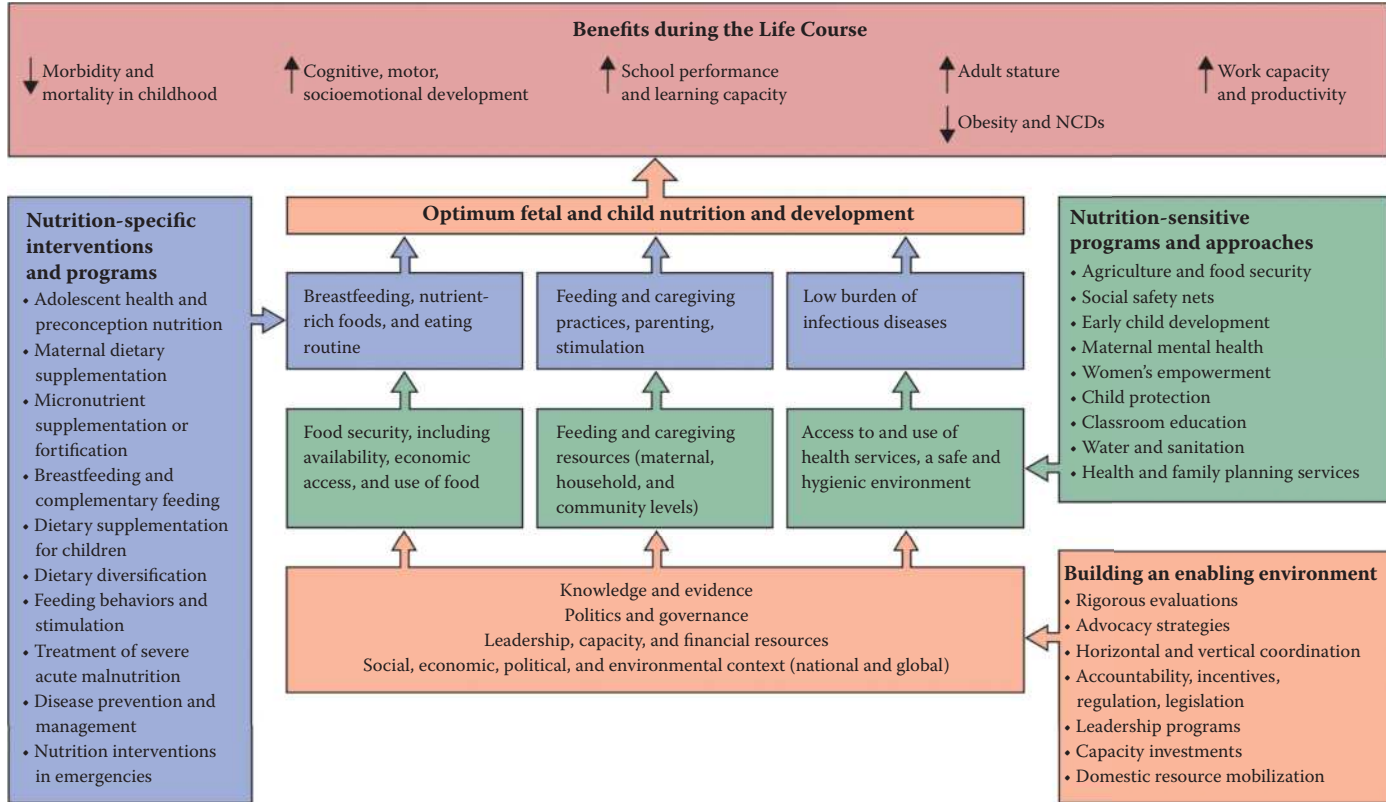 Benefits during the Life Course
Morbidity and
mortality in childhood
Cognitive, motor,
socioemotional development
School performance
and learning capacity
Adult stature
Obesity and NCDs
Work capacity
and productivity
Nutrition-specific
interventions
and programs
• Adolescent health and
preconception nutrition
• Maternal dietary
supplementation
• Micronutrient
supplementation or
fortification
• Breastfeeding and
complementary feeding
• Dietary supplementation
for children
• Dietary diversification
• Feeding behaviors and
stimulation
• Treatment of severe
acute malnutrition
• Disease prevention and
management
• Nutrition interventions
in emergencies
Optimum fetal and child nutrition and development
Breastfeeding, nutrient-
rich foods, and eating
routine
Feeding and caregiving
practices, parenting,
stimulation
Low burden of
infectious diseases
Food security, including
availability, economic
access, and use of food
Feeding and caregiving
resources (maternal,
household, and
community levels)
Access to and use of
health services, a safe and
hygienic environment
Knowledge and evidence
Politics and governance
Leadership, capacity, and financial resources
Social, economic, political, and environmental context (national and global)
Nutrition-sensitive
programs and approaches
• Agriculture and food security
• Social safety nets
• Early child development
• Maternal mental health
• Women's empowerment
• Child protection
• Classroom education
• Water and sanitation
• Health and family planning services
Building an enabling environment
• Rigorous evaluations
• Advocacy strategies
• Horizontal and vertical coordination
• Accountability, incentives,
regulation, legislation
• Leadership programs
• Capacity investments
• Domestic resource mobilization